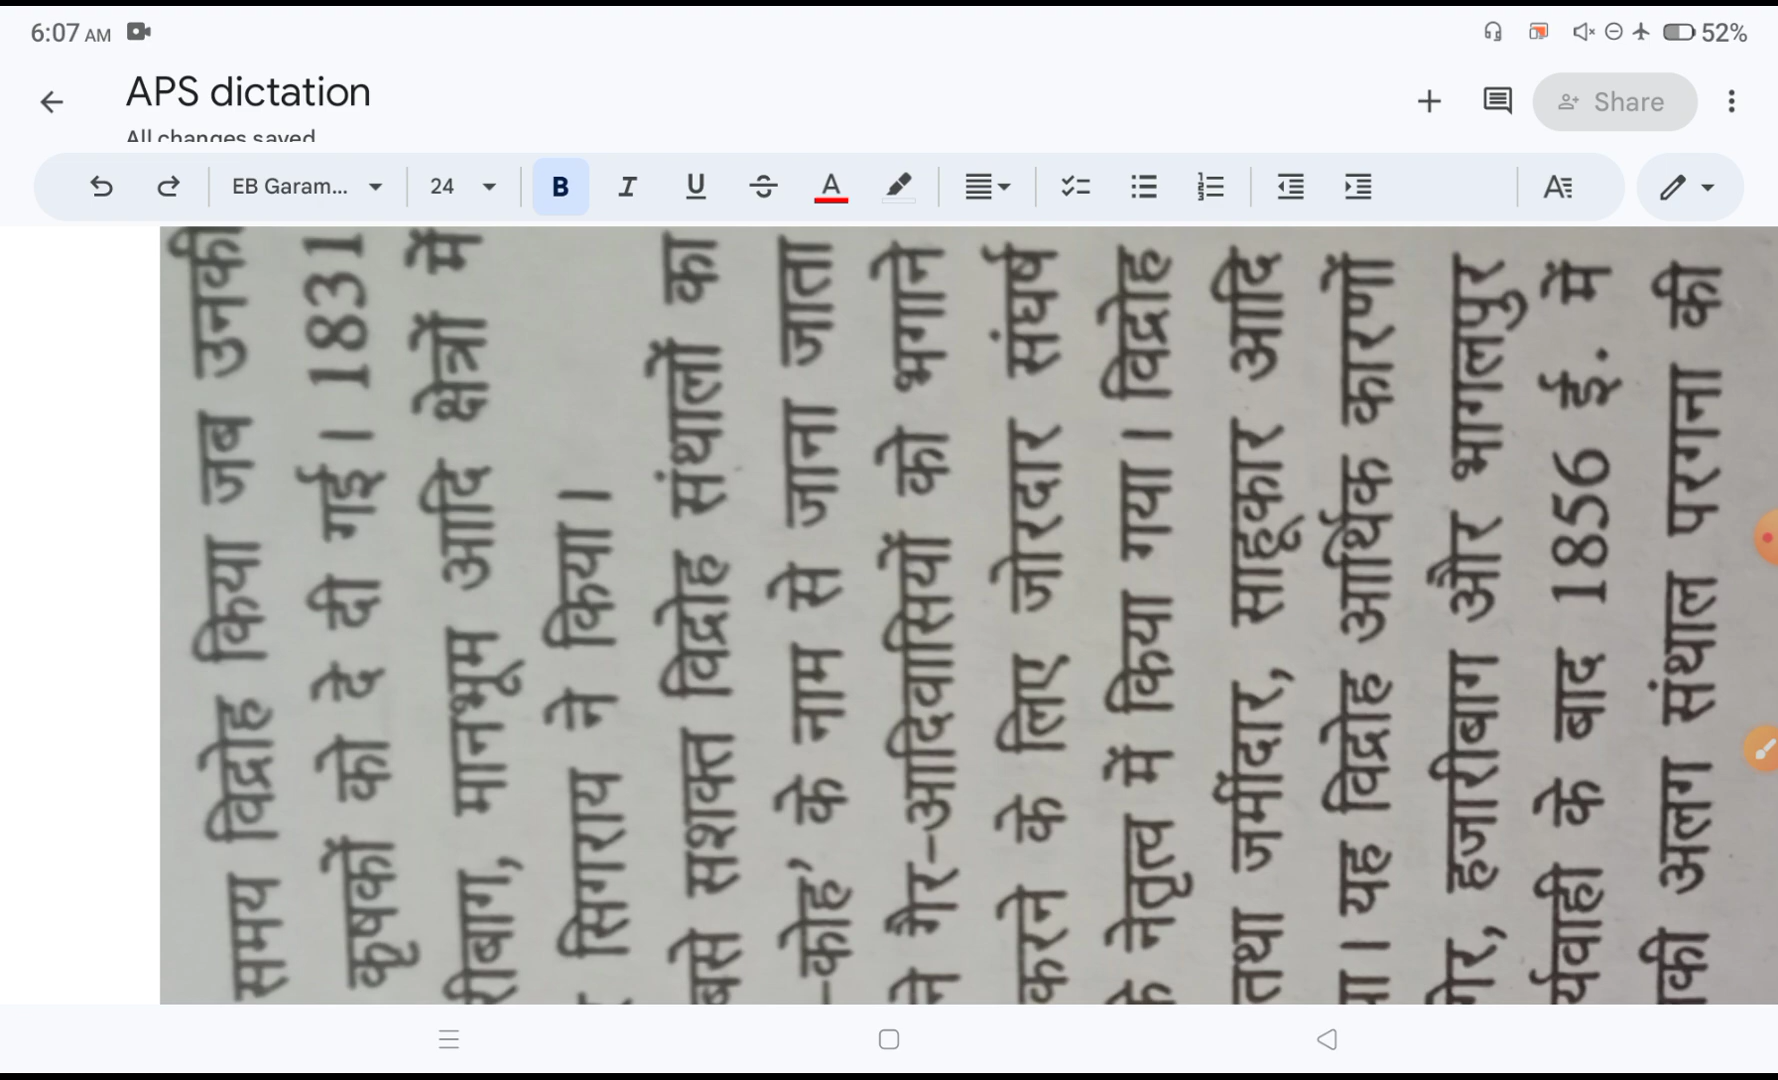 6:07 AM
52%
APS dictation
All changes saved
Share
EB Garam...
24
B
I
U
S
A
समय विद्रोह किया जब उनकी
कृषकों को दे दी गई। 1831
रीबाग, मानभूम आदि क्षेत्रों में
सिगराय ने किया।
बसे सशक्त विद्रोह संथालों का
-कोह' के नाम से जाना जाता
ने गैर-आदिवासियों को भगाने
करने के लिए जोरदार संघर्ष
के नेतृत्व में किया गया। विद्रोह
तथा जमींदार, साहूकार आदि
ा। यह विद्रोह आर्थिक कारणों
गेर, हजारीबाग और भागलपुर
र्यवाही के बाद 1856 ई. में
की अलग संथाल परगना की